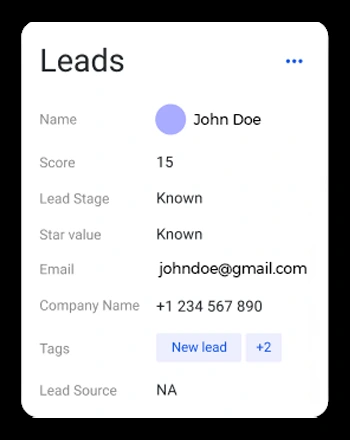 Leads
Name John Doe
Score 15
Lead Stage Known
Star value Known
Email johndoe@gmail.com
Company Name +1 234 567 890
Tags New lead +2
Lead Source NA